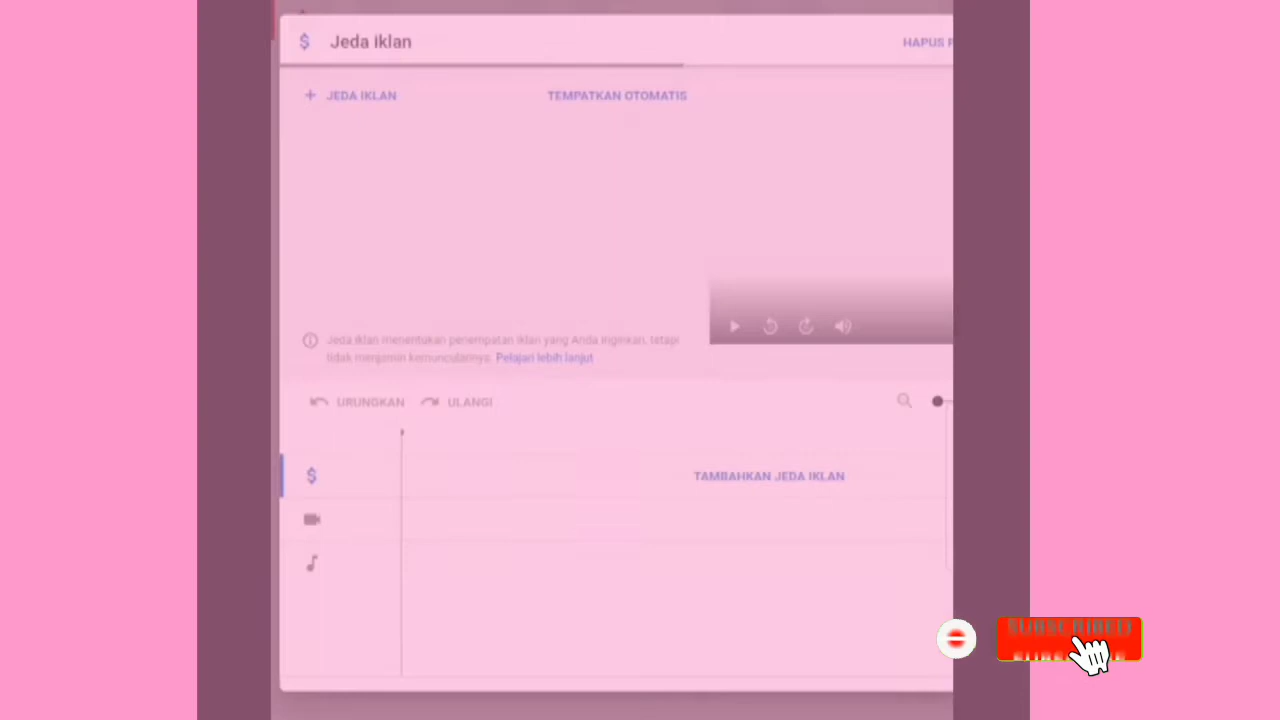 Jeda iklan
HAPUS
+ JEDA IKLAN
TEMPATKAN OTOMATIS
Jeda iklan menentukan penempatan iklan yang Anda inginkan, tetapi
tidak menjamin kemunculannya. Pelajari lebih lanjut
URUNGKAN
ULANGI
TAMBAHKAN JEDA IKLAN